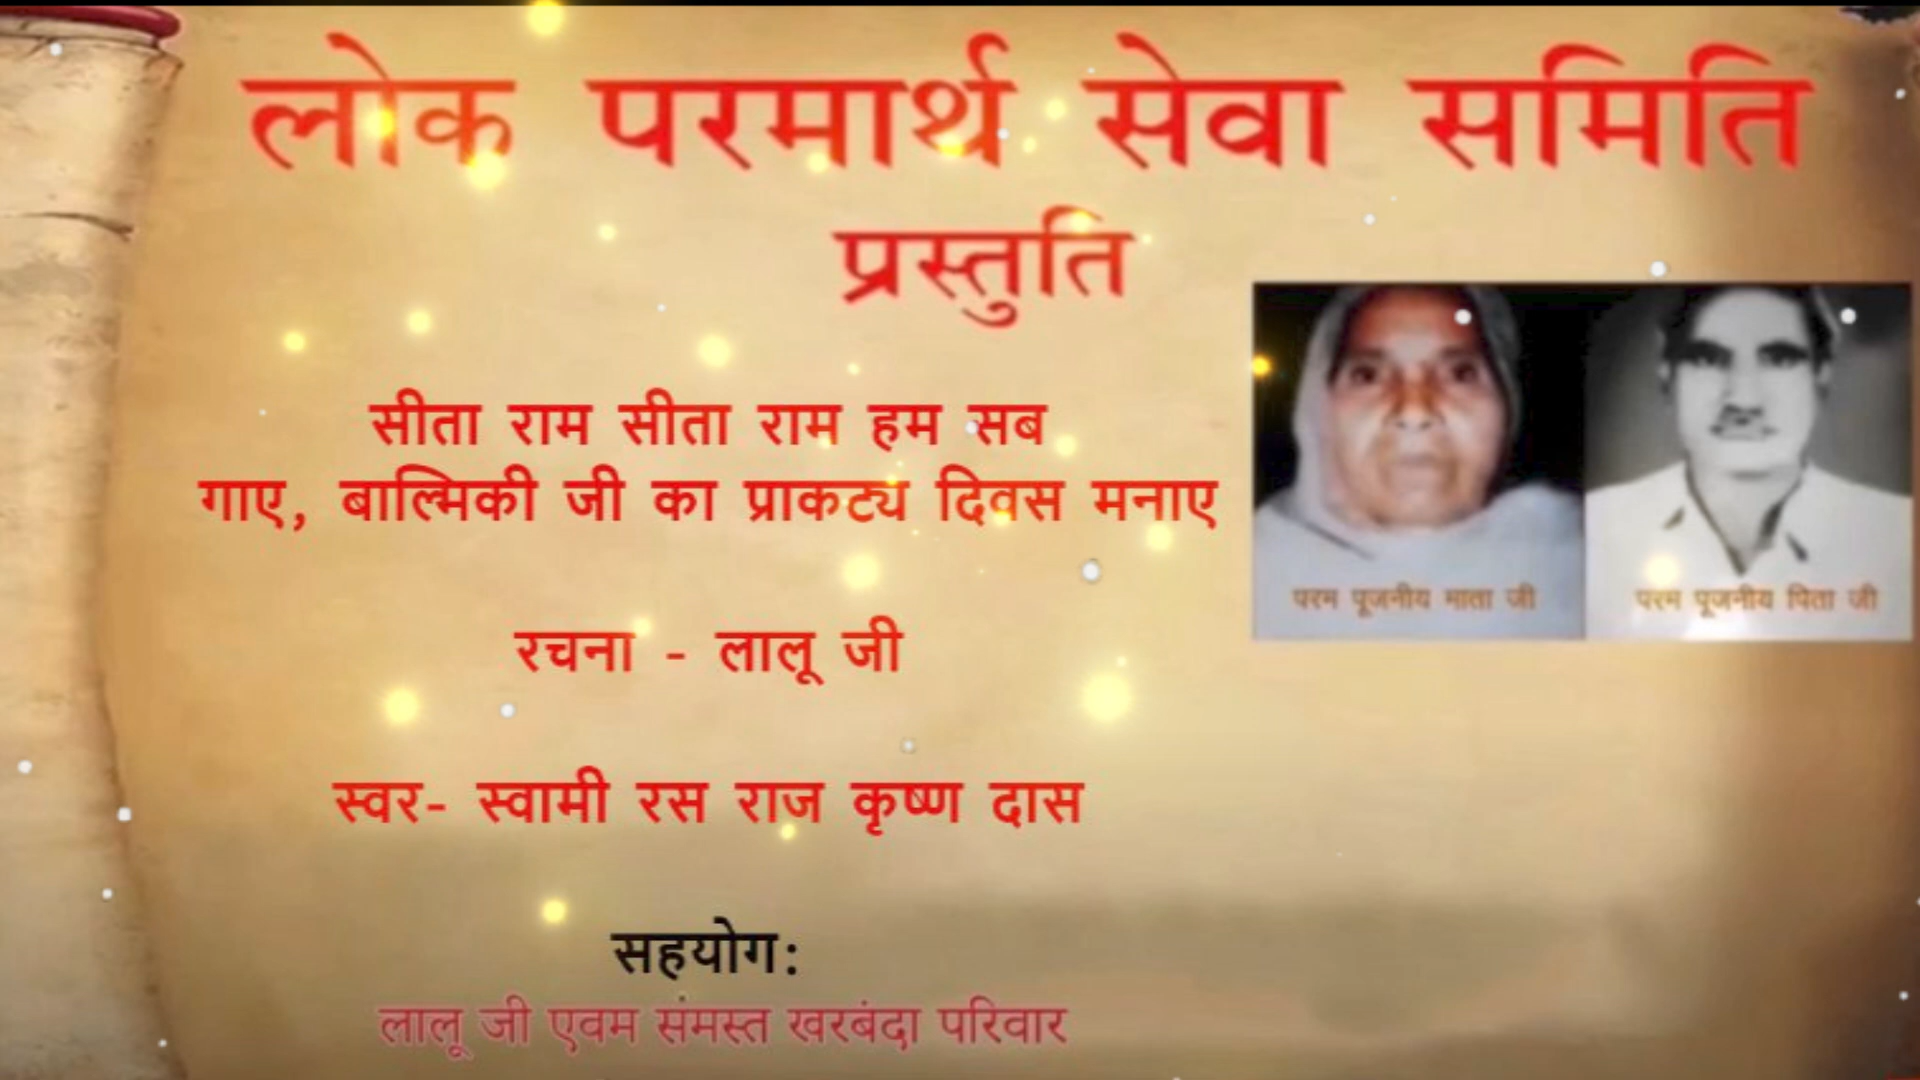 लोक परमार्थ सेवा समिति
प्रस्तुति
सीता राम सीता राम हम सब
गाए, बाल्मिकी जी का प्राकट्य दिवस मनाए
परम पूजनीय माता जी
परम पूजनीय पिता जी
रचना - लालू जी
स्वर- स्वामी रस राज कृष्ण दास
सहयोग:
लालू जी एवम संमस्त खरबंदा परिवार